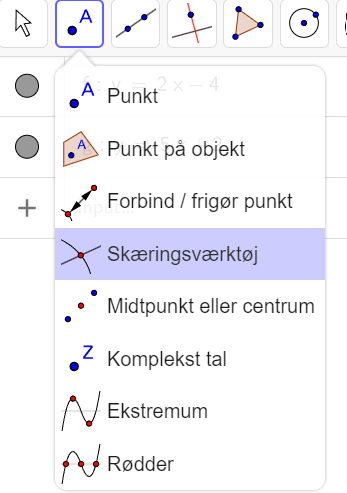 A
A Punkt
A Punkt på objekt
Forbind / frigør punkt
Skæringsværktøj
Midtpunkt eller centrum
Z Komplekst tal
Ekstremum
Rødder